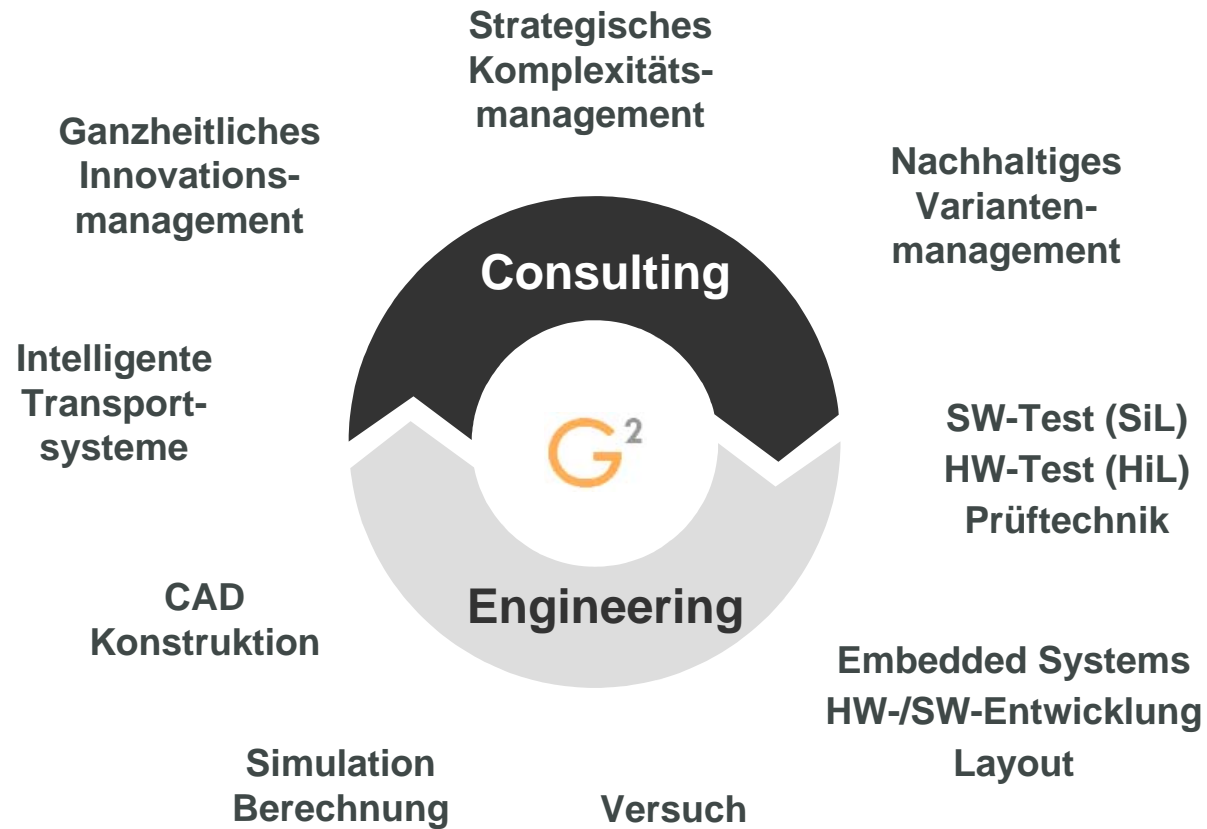 Strategisches
Komplexitäts-
management
Ganzheitliches
Innovations-
management
Nachhaltiges
Varianten-
management
Consulting
Intelligente
Transport-
systeme
G²
SW-Test (SiL)
HW-Test (HiL)
Prüftechnik
CAD
Konstruktion
Engineering
Embedded Systems
HW-/SW-Entwicklung
Layout
Simulation
Berechnung
Versuch